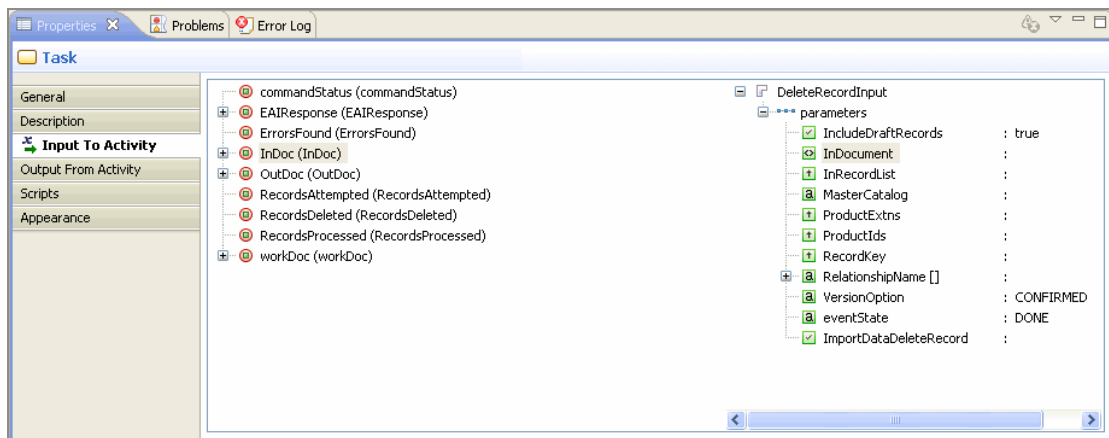 Properties Problems Error Log
Task
General
Description
Input To Activity
Output From Activity
Scripts
Appearance
commandStatus (commandStatus)
EAIResponse (EAIResponse)
ErrorsFound (ErrorsFound)
InDoc (InDoc)
OutDoc (OutDoc)
RecordsAttempted (RecordsAttempted)
RecordsDeleted (RecordsDeleted)
RecordsProcessed (RecordsProcessed)
workDoc (workDoc)
DeleteRecordInput
parameters
IncludeDraftRecords : true
InDocument :
InRecordList :
MasterCatalog :
ProductExtns :
ProductIds :
RecordKey :
RelationshipName [] :
VersionOption : CONFIRMED
eventState : DONE
ImportDataDeleteRecord :